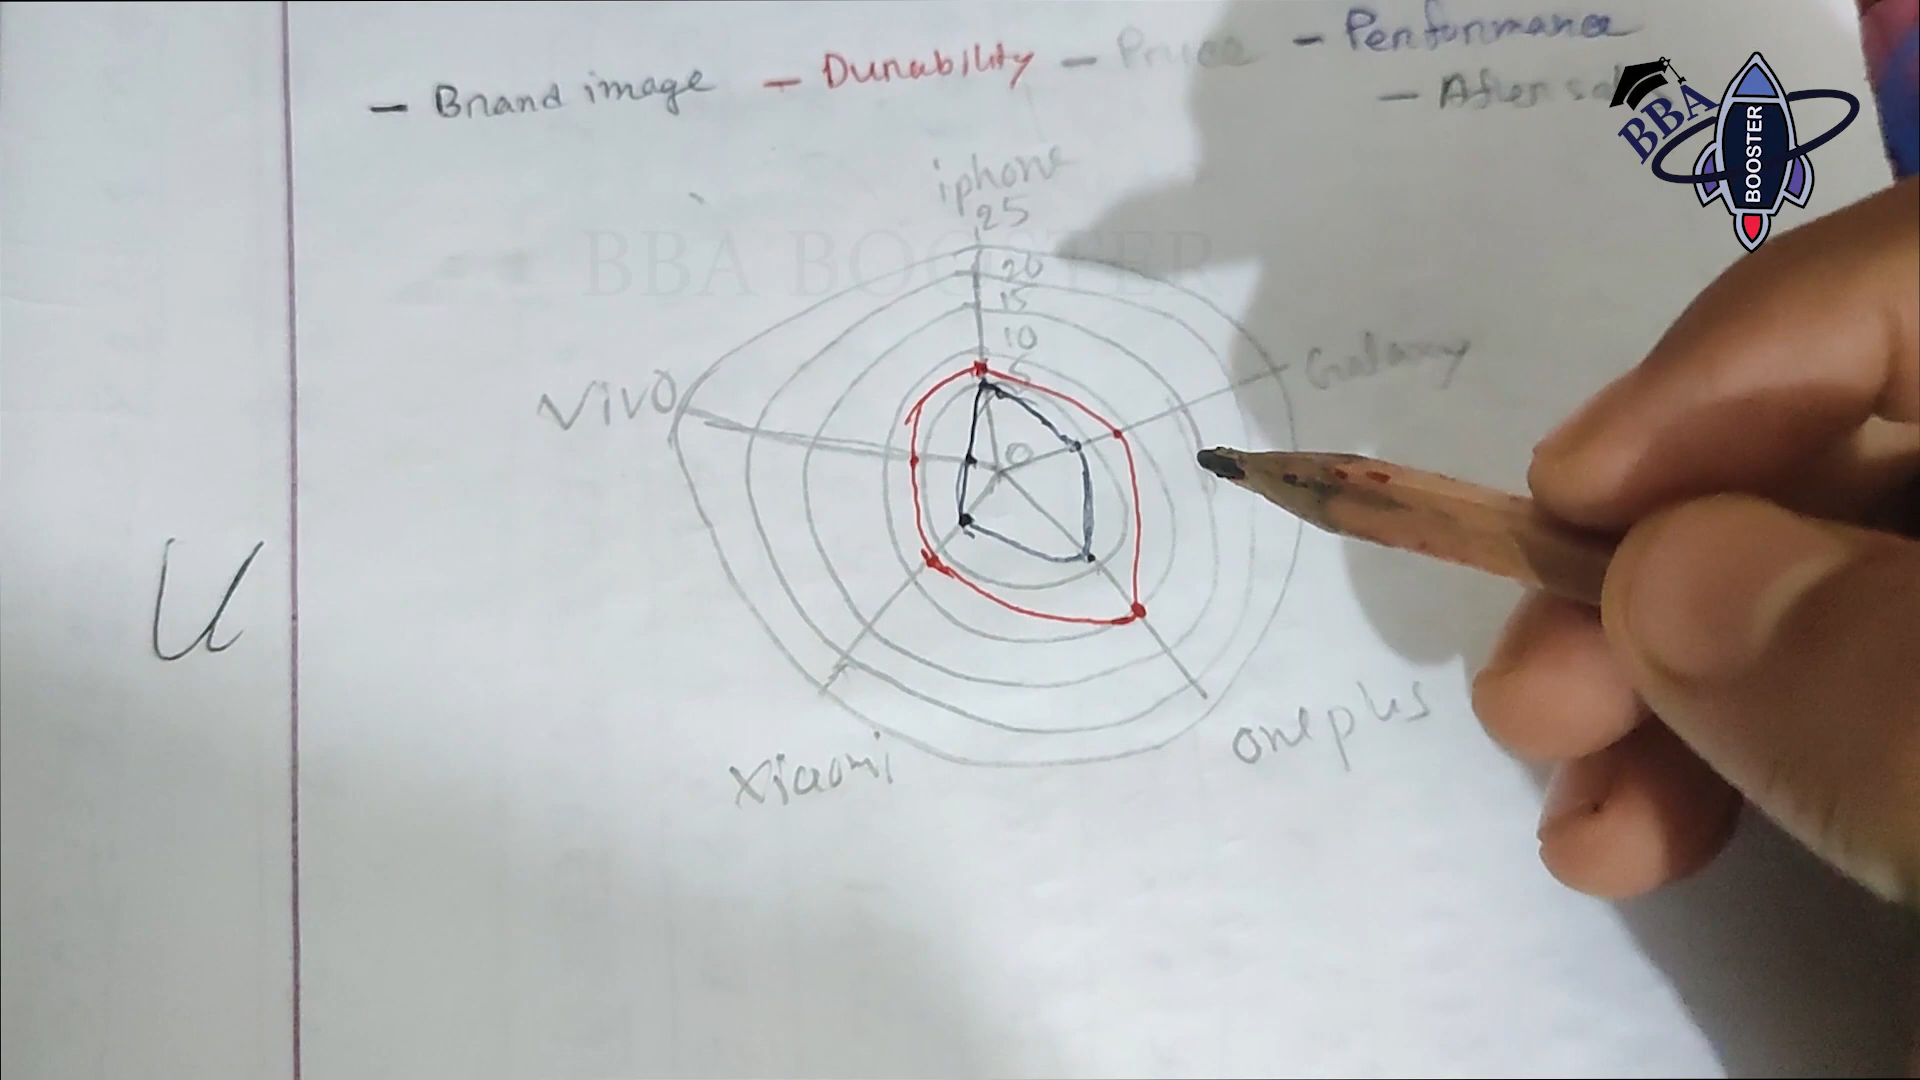 - Brand image - Durability - Price - Performance
- After
BBA
BOOSTER
iphone
25
BBA BOOSTER
20
15
10
5
Galaxy
Vivo
0
oneplus
Xiaomi